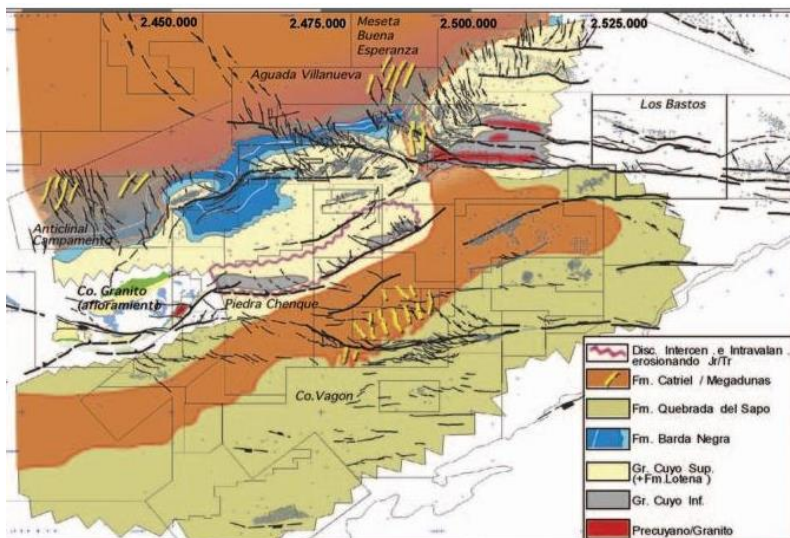 2.450.000
2.475.000
2.500.000
2.525.000
Meseta
Buena
Esperanza
Aguada Villanueva
Los Bastos
Anticlinal
Campamento
Co. Granito
(afloramiento)
Piedra Chenque
Co. Vagon
Disc. Intercen . e Intravalan .
erosionando Jr/Tr
Fm. Catriel / Megadunas
Fm. Quebrada del Sapo
Fm. Barda Negra
Gr. Cuyo Sup.
(+Fm.Lotena )
Gr. Cuyo Inf.
Precuyano/Granito